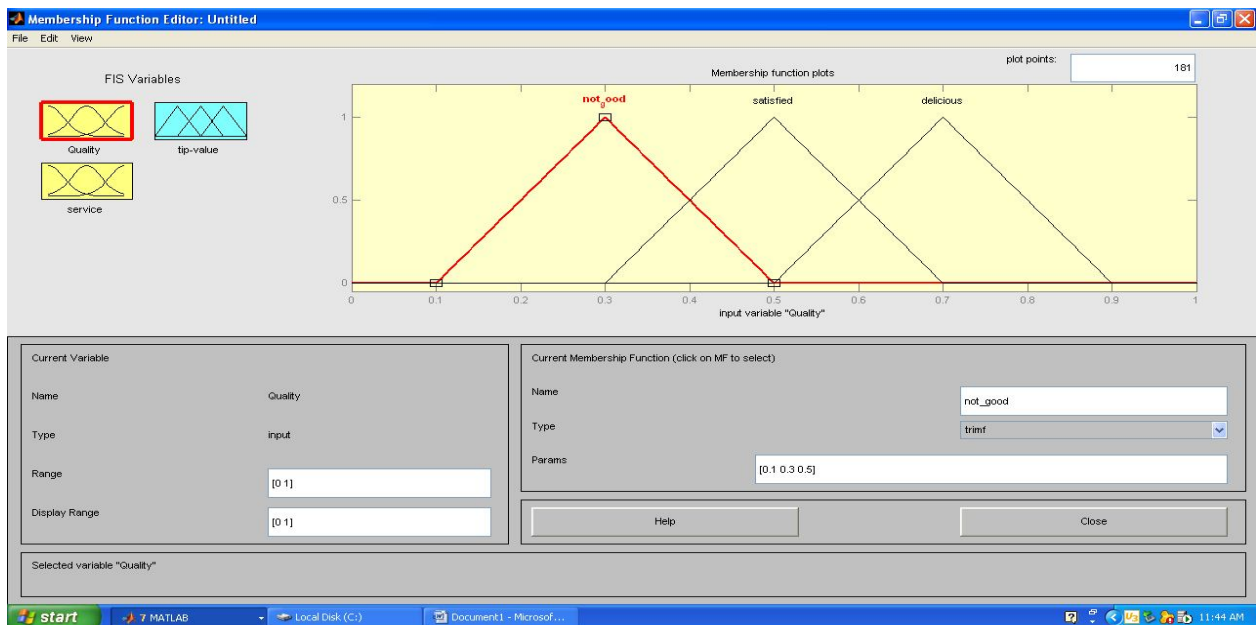 Membership Function Editor: Untitled
File Edit View
FIS Variables
Quality
tip-value
service
plot points:
181
Membership function plots
not_good
satisfied
delicious
1
0.5
0
0 0.1 0.2 0.3 0.4 0.5 0.6 0.7 0.8 0.9 1
input variable "Quality"
Current Variable
Name Quality
Type input
Range [0 1]
Display Range [0 1]
Current Membership Function (click on MF to select)
Name not_good
Type trimf
Params [0.1 0.3 0.5]
Help
Close
Selected variable "Quality"
start
7 MATLAB
Local Disk (C:)
Document1 - Microsof...
11:44 AM